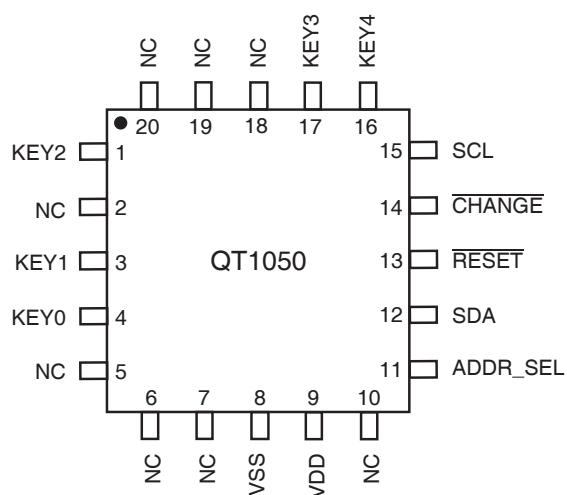 NC
NC
NC
KEY3
KEY4
20
19
18
17
16
KEY2
1
15
SCL
NC
2
14
CHANGE
KEY1
3
QT1050
13
RESET
KEY0
4
12
SDA
NC
5
11
ADDR_SEL
6
7
8
9
10
NC
NC
VSS
VDD
NC